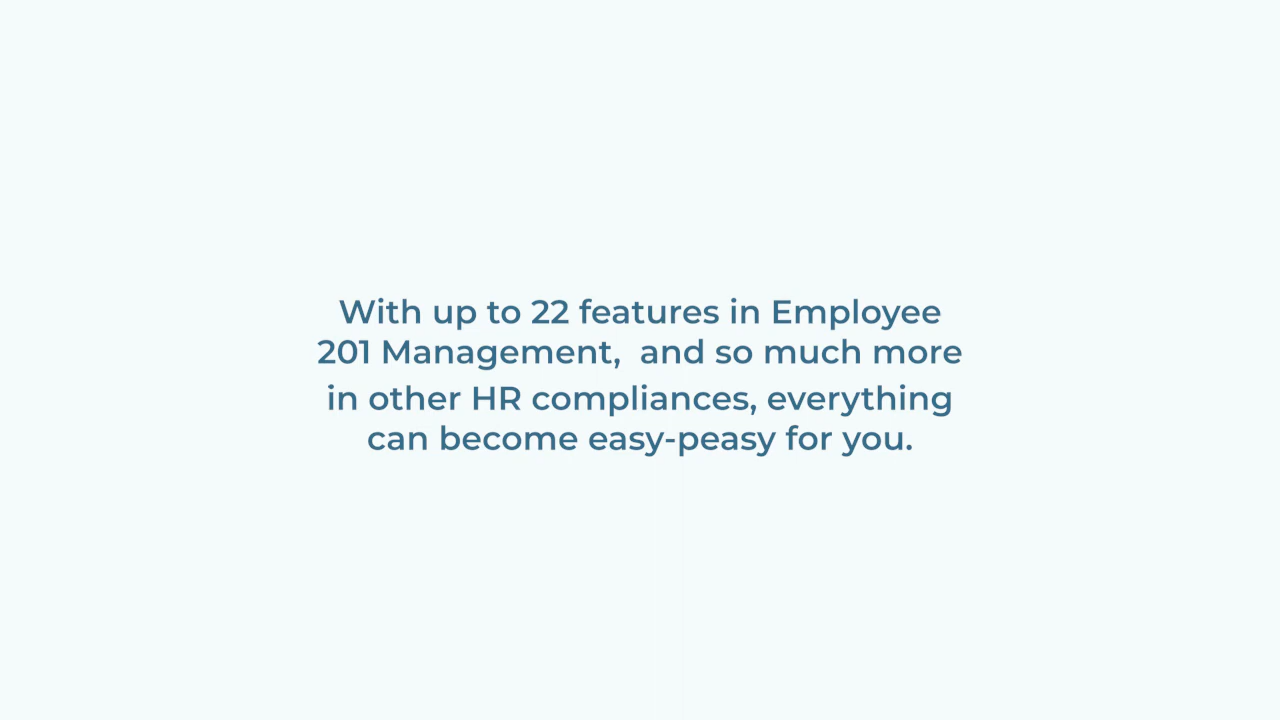 With up to 22 features in Employee
201 Management,  and so much more
in other HR compliances, everything
can become easy-peasy for you.